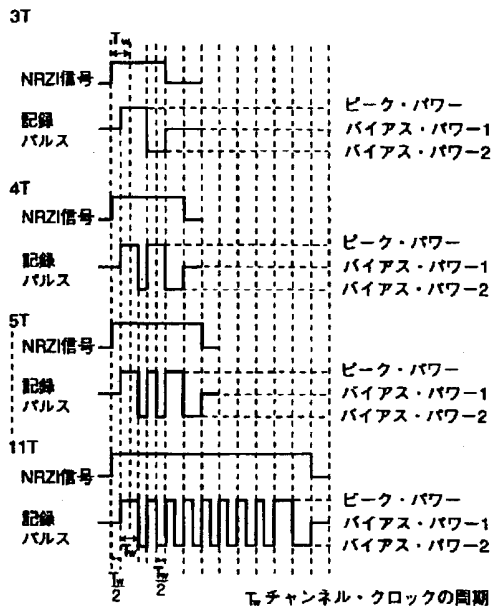 3T
Tw
NRZI信号
記録
パルス
ピーク・パワー
バイアス・パワー1
バイアス・パワー2
4T
NRZI信号
記録
パルス
ピーク・パワー
バイアス・パワー1
バイアス・パワー2
5T
NRZI信号
記録
パルス
ピーク・パワー
バイアス・パワー1
バイアス・パワー2
11T
NRZI信号
記録
パルス
ピーク・パワー
バイアス・パワー1
バイアス・パワー2
Tw
Tw/2
Tw/2
Tw チャンネル・クロックの周期